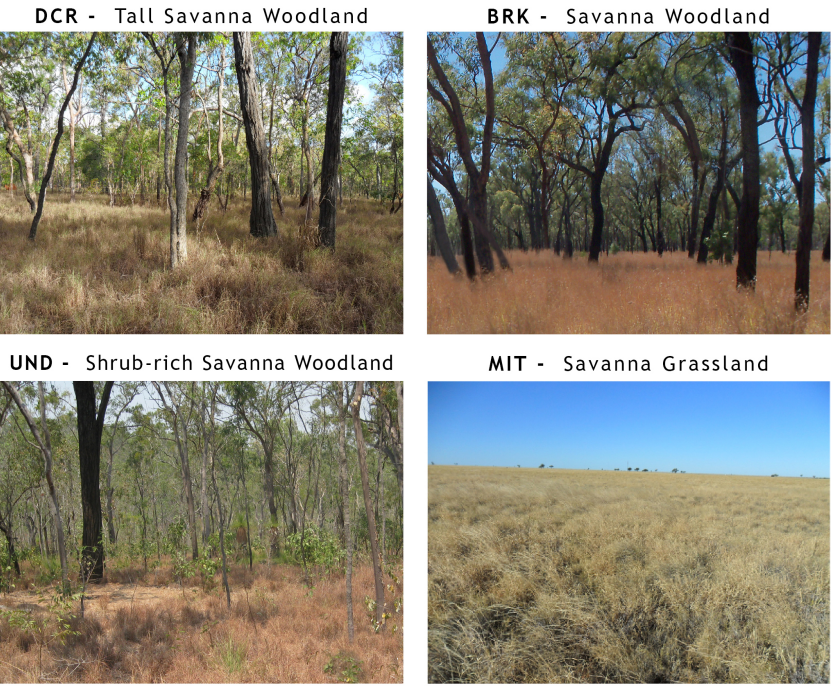 DCR - Tall Savanna Woodland
BRK - Savanna Woodland
UND - Shrub-rich Savanna Woodland
MIT - Savanna Grassland